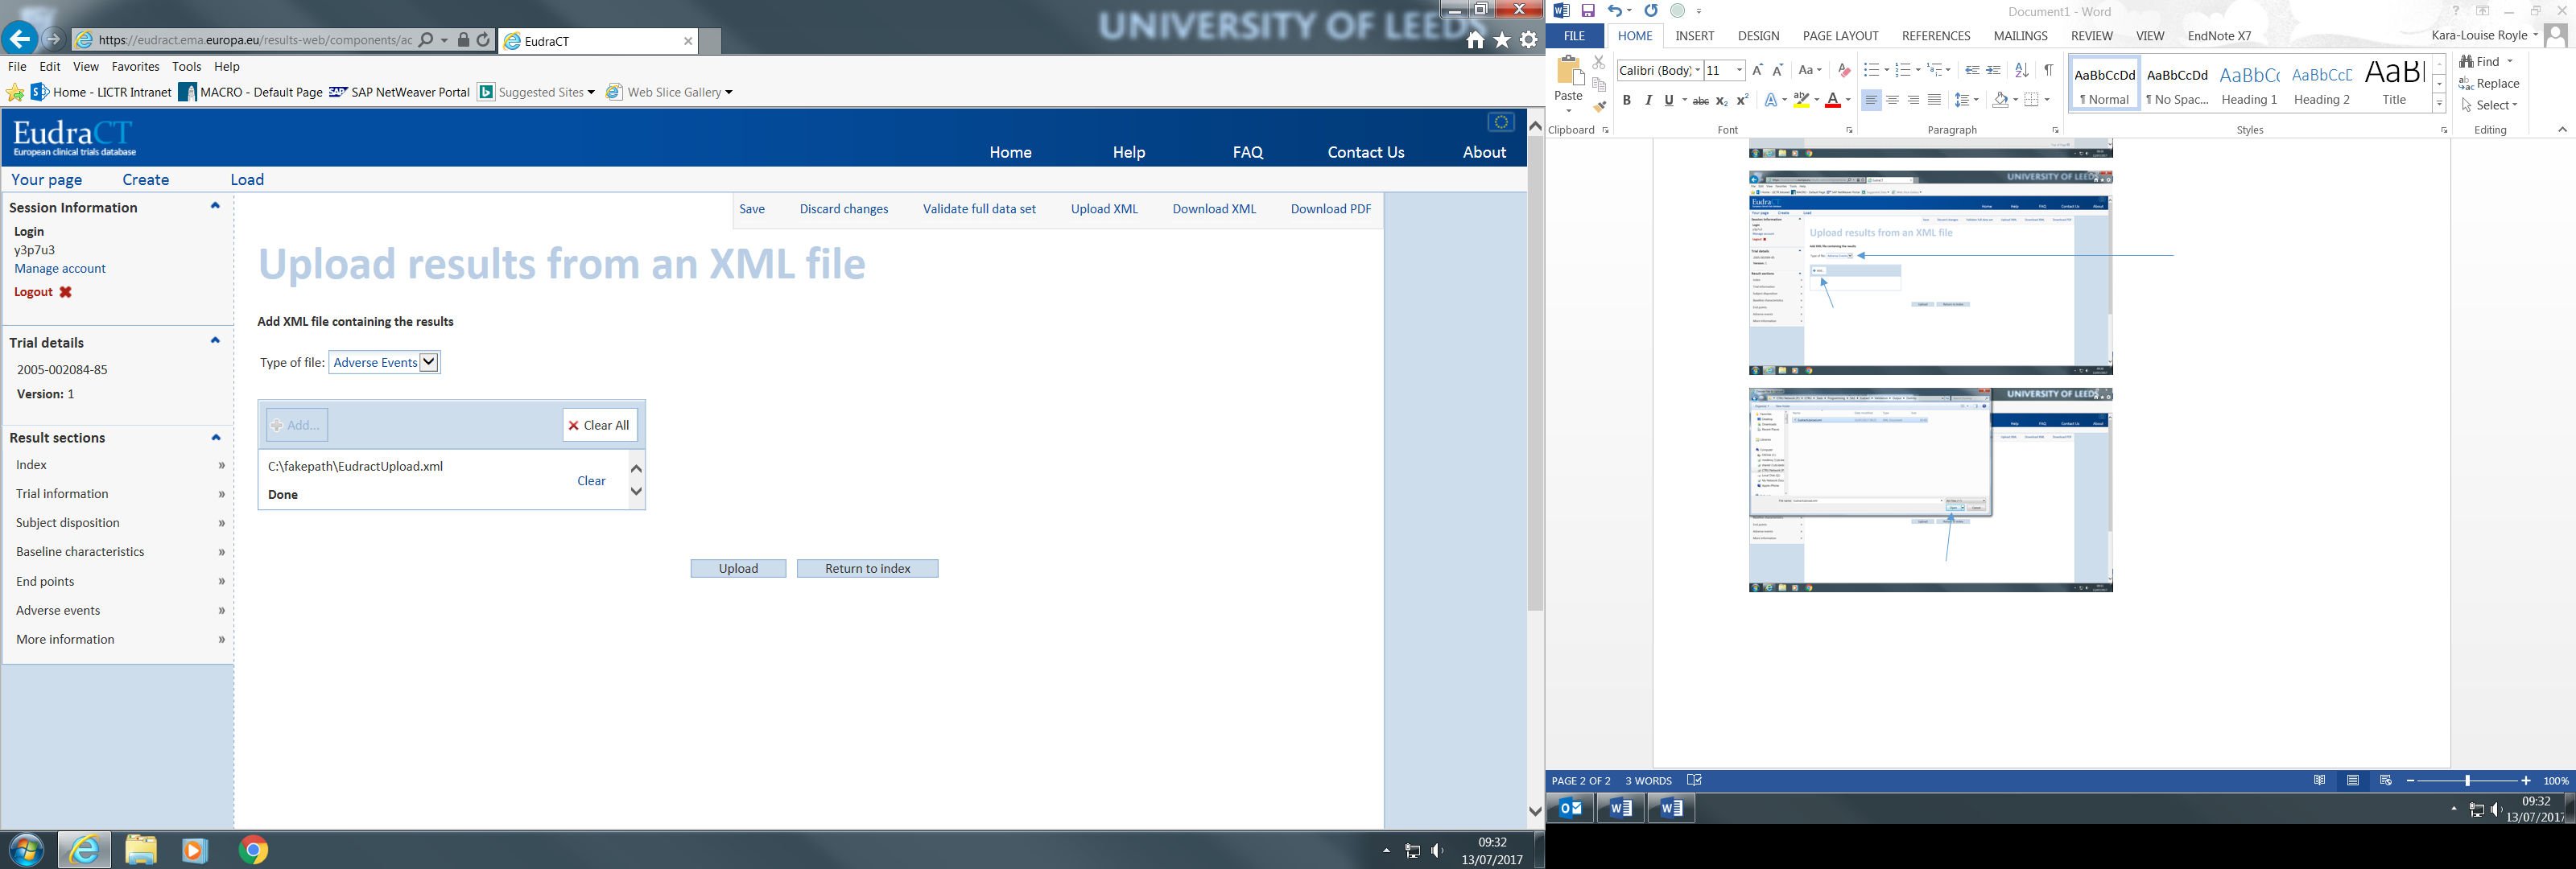 UNIVERSITY OF LEEDS
https://eudract.ema.europa.eu/results-web/components/ac
EudraCT
File Edit View Favorites Tools Help
Home - LICTR Intranet MACRO - Default Page SAP NetWeaver Portal Suggested Sites Web Slice Gallery
EudraCT
European clinical trials database
Home Help FAQ Contact Us About
Your page Create Load
Session Information
Login
y3p7u3
Manage account
Logout
Trial details
2005-002084-85
Version: 1
Result sections
Index
Trial information
Subject disposition
Baseline characteristics
End points
Adverse events
More information
Save Discard changes Validate full data set Upload XML Download XML Download PDF
Upload results from an XML file
Add XML file containing the results
Type of file: Adverse Events
Add...
Clear All
C:\fakepath\EudractUpload.xml
Clear
Done
Upload Return to index
09:32
13/07/2017
Document1 - Word
FILE HOME INSERT DESIGN PAGE LAYOUT REFERENCES MAILINGS REVIEW VIEW EndNote X7
Kara-Louise Royle
Paste
Calibri (Body) 11
Aa
B I U abc x2 x2 A ab A
AaBbCcDd AaBbCcDd AaBbCc AaBbCcD AaBl
¶ Normal ¶ No Spac... Heading 1 Heading 2 Title
Find
Replace
Select
Clipboard Font Paragraph Styles Editing
UNIVERSITY OF LEEDS
EudraCT
Upload results from an XML file
UNIVERSITY OF LEEDS
PAGE 2 OF 2 3 WORDS
100%
09:32
13/07/2017